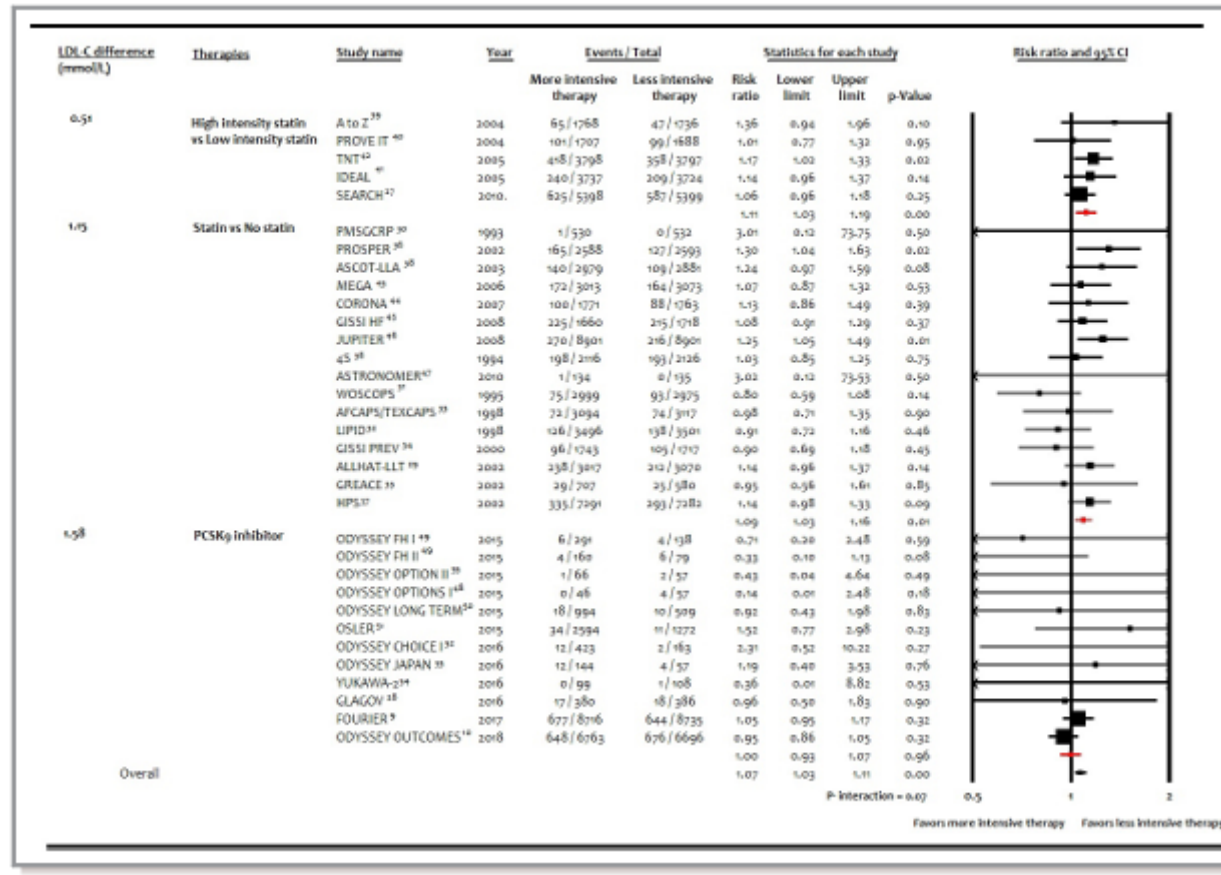 LDL-C difference (mmol/L) Therapies Study name Year Events / Total Statistics for each study Risk ratio and 95% CI
More intensive therapy Less intensive therapy Risk ratio Lower limit Upper limit p-Value
0.51 High intensity statin vs Low intensity statin A to Z 39 2004 65 / 1768 47 / 1736 1.36 0.94 1.96 0.10
PROVE IT 40 2004 101 / 1707 99 / 1688 1.01 0.77 1.32 0.95
TNT 42 2005 418 / 3798 358 / 3797 1.17 1.02 1.33 0.02
IDEAL 41 2005 240 / 3737 209 / 3724 1.14 0.96 1.37 0.14
SEARCH 27 2010. 625 / 5398 587 / 5399 1.06 0.96 1.18 0.25
1.11 1.03 1.19 0.00
1.15 Statin vs No statin PMSGCRP 30 1993 1 / 530 0 / 532 3.01 0.12 73.75 0.50
PROSPER 36 2002 165 / 2588 127 / 2593 1.30 1.04 1.63 0.02
ASCOT-LLA 2003 140 / 2979 109 / 2881 1.24 0.97 1.59 0.08
MEGA 43 2006 172 / 3013 164 / 3073 1.07 0.87 1.32 0.53
CORONA 44 2007 100 / 1771 88 / 1763 1.13 0.86 1.49 0.39
GISSI HF 45 2008 225 / 1660 215 / 1718 1.08 0.91 1.29 0.37
JUPITER 46 2008 270 / 8901 216 / 8901 1.25 1.05 1.49 0.01
4S 1994 198 / 2116 193 / 2126 1.03 0.85 1.25 0.75
ASTRONOMER 47 2010 1 / 134 0 / 135 3.02 0.12 73.53 0.50
WOSCOPS 31 1995 75 / 2999 93 / 2975 0.80 0.59 1.08 0.14
AFCAPS/TEXCAPS 33 1998 72 / 3094 74 / 3117 0.98 0.71 1.35 0.90
LIPID 32 1998 126 / 3496 138 / 3501 0.91 0.72 1.16 0.46
GISSI PREV 34 2000 96 / 1743 105 / 1717 0.90 0.69 1.18 0.45
ALLHAT-LLT 2002 238 / 3017 212 / 3070 1.14 0.96 1.37 0.14
GREACE 2002 29 / 707 25 / 580 0.95 0.56 1.61 0.85
HPS 37 2002 335 / 7291 293 / 7282 1.14 0.98 1.33 0.09
1.09 1.03 1.16 0.01
1.58 PCSK9 inhibitor ODYSSEY FH I 49 2015 6 / 291 4 / 138 0.71 0.20 2.48 0.59
ODYSSEY FH II 49 2015 4 / 160 6 / 79 0.33 0.10 1.13 0.08
ODYSSEY OPTION II 2015 1 / 66 2 / 57 0.43 0.04 4.64 0.49
ODYSSEY OPTIONS I 48 2015 0 / 46 4 / 57 0.14 0.01 2.48 0.18
ODYSSEY LONG TERM 2015 18 / 994 10 / 509 0.92 0.43 1.98 0.83
OSLER 51 2015 34 / 2594 11 / 1272 1.52 0.77 2.98 0.23
ODYSSEY CHOICE I 52 2016 12 / 423 2 / 163 2.31 0.52 10.22 0.27
ODYSSEY JAPAN 2016 12 / 144 4 / 57 1.19 0.40 3.53 0.76
YUKAWA-2 54 2016 0 / 99 1 / 108 0.36 0.01 8.82 0.53
GLAGOV 28 2016 17 / 380 18 / 386 0.96 0.50 1.83 0.90
FOURIER 9 2017 677 / 8716 644 / 8735 1.05 0.95 1.17 0.32
ODYSSEY OUTCOMES 10 2018 648 / 6763 676 / 6696 0.95 0.86 1.05 0.32
1.00 0.93 1.07 0.96
Overall 1.07 1.03 1.11 0.00
P- interaction = 0.07 0.5 1 2
Favors more intensive therapy Favors less intensive therapy